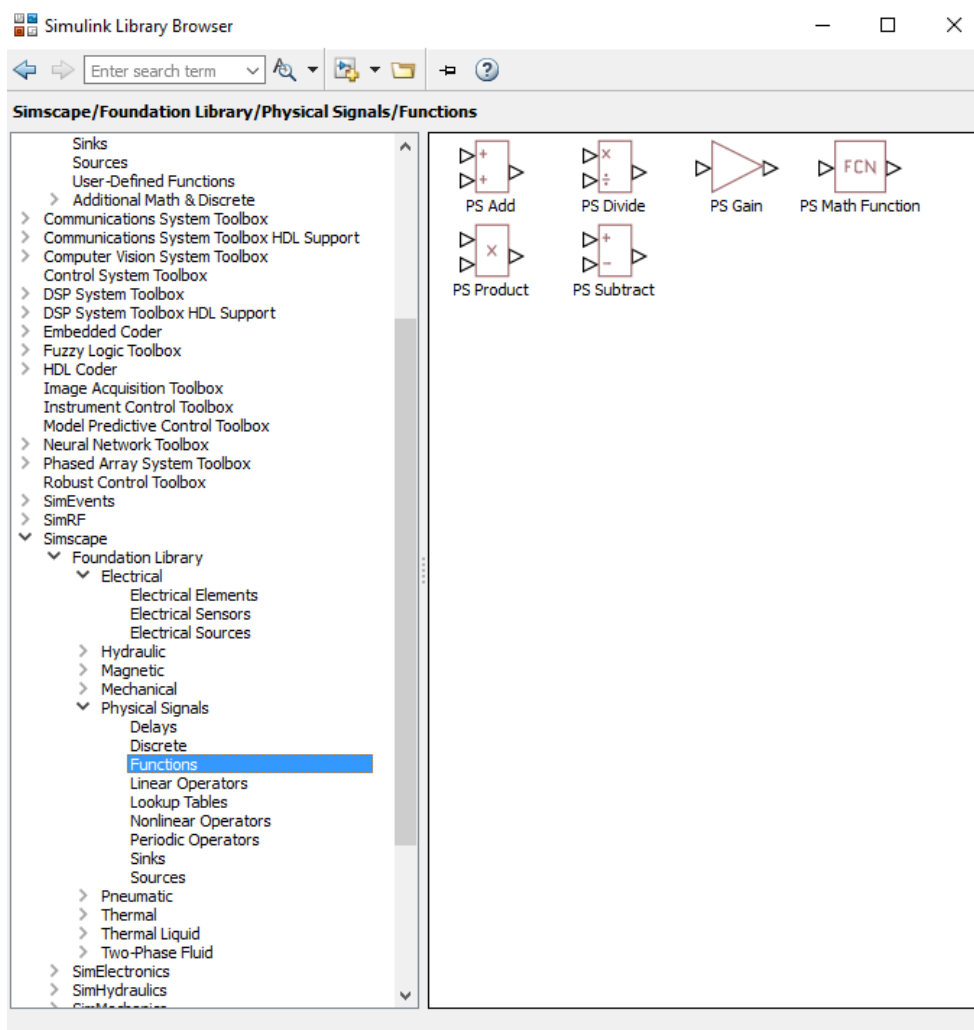 Simulink Library Browser
Enter search term
Simscape/Foundation Library/Physical Signals/Functions
Sinks
Sources
User-Defined Functions
Additional Math & Discrete
Communications System Toolbox
Communications System Toolbox HDL Support
Computer Vision System Toolbox
Control System Toolbox
DSP System Toolbox
DSP System Toolbox HDL Support
Embedded Coder
Fuzzy Logic Toolbox
HDL Coder
Image Acquisition Toolbox
Instrument Control Toolbox
Model Predictive Control Toolbox
Neural Network Toolbox
Phased Array System Toolbox
Robust Control Toolbox
SimEvents
SimRF
Simscape
Foundation Library
Electrical
Electrical Elements
Electrical Sensors
Electrical Sources
Hydraulic
Magnetic
Mechanical
Physical Signals
Delays
Discrete
Functions
Linear Operators
Lookup Tables
Nonlinear Operators
Periodic Operators
Sinks
Sources
Pneumatic
Thermal
Thermal Liquid
Two-Phase Fluid
SimElectronics
SimHydraulics
FCN
PS Add PS Divide PS Gain PS Math Function
PS Product PS Subtract